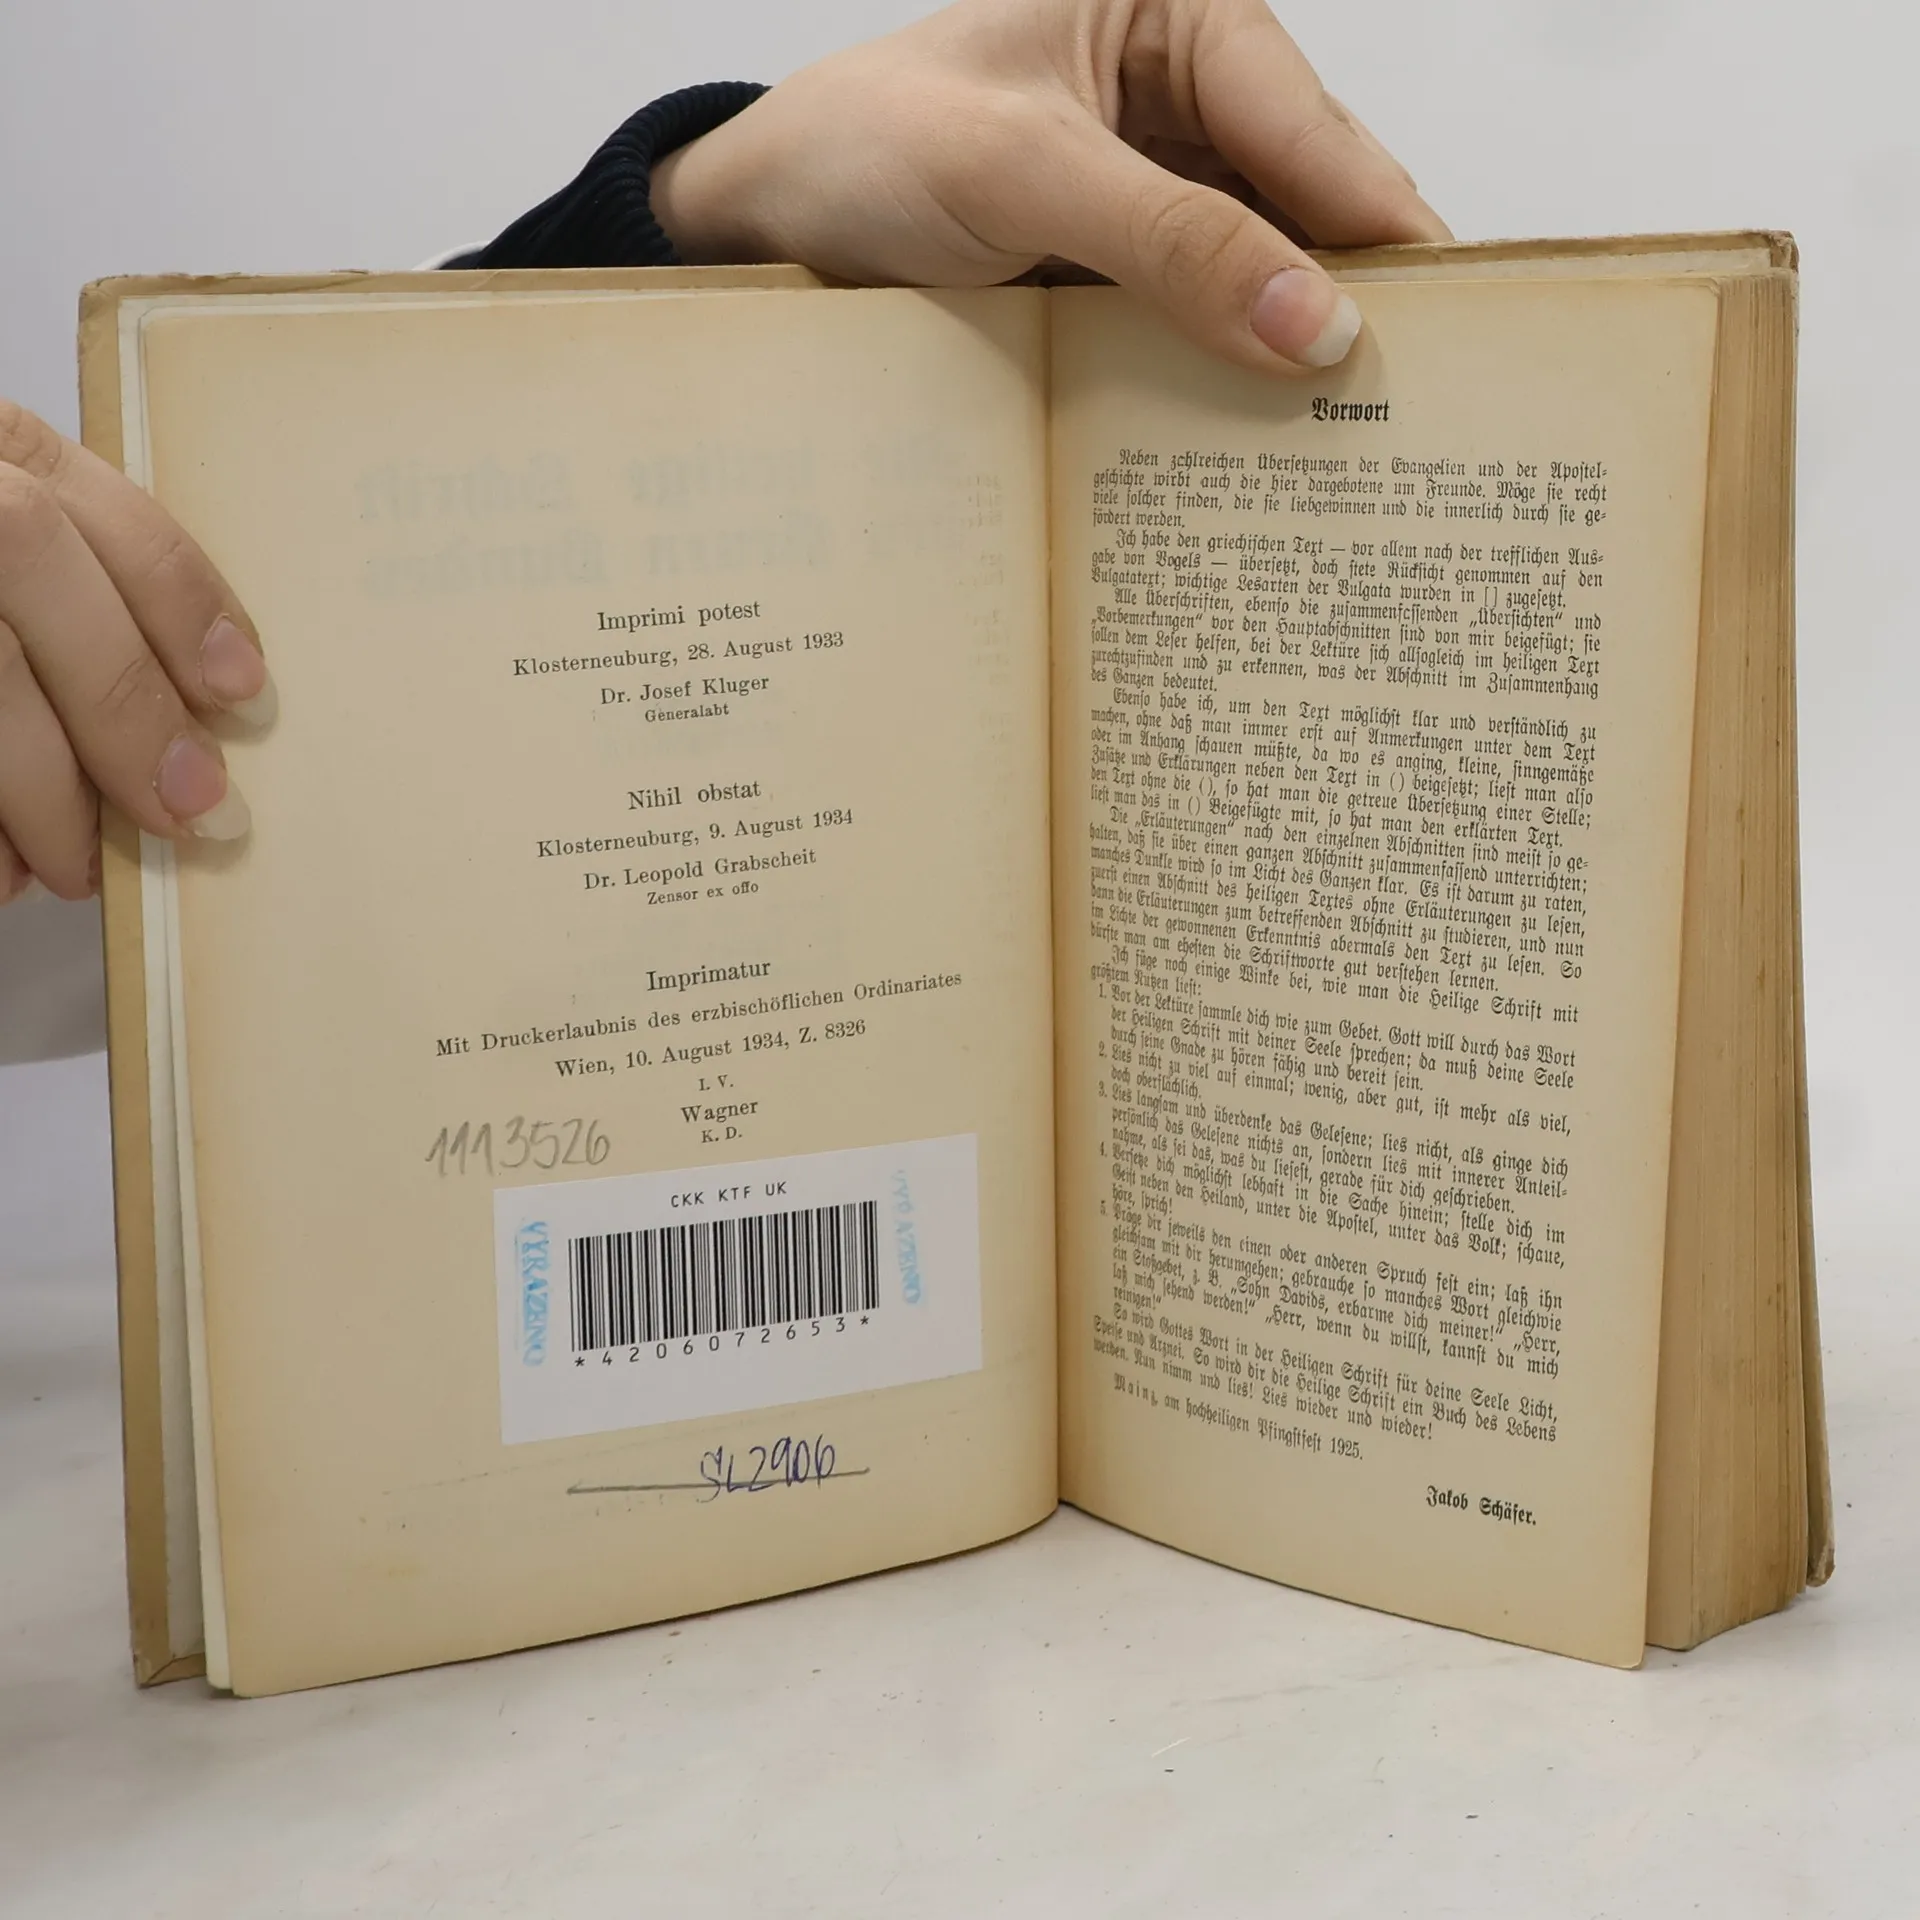 Imprimi potest
Klosterneuburg, 28. August 1933
Dr. Josef Kluger
Generalabt
Nihil obstat
Klosterneuburg, 9. August 1934
Dr. Leopold Grabscheit
Zensor ex offo
Imprimatur
Mit Druckerlaubnis des erzbischöflichen Ordinariates
Wien, 10. August 1934, Z. 8326
I. V.
Wagner
K. D.
1113526
CKK KTF UK
VYŘAZENO
VYŘAZENO
*4206072653*
SL2906
Vorwort
Neben zahlreichen Übersetzungen der Evangelien und der Apostel-
geschichte wirbt auch die hier dargebotene um Freunde. Möge sie recht
viele solcher finden, die sie liebgewinnen und die innerlich durch sie ge-
fördert werden.
Ich habe den griechischen Text — vor allem nach der trefflichen Aus-
gabe von Vogels — übersetzt, doch stete Rücksicht genommen auf den
Vulgatatext; wichtige Lesarten der Vulgata wurden in [] zugesetzt.
Alle Überschriften, ebenso die zusammenfassenden „Übersichten“ und
„Vorbemerkungen“ vor den Hauptabschnitten sind von mir beigefügt; sie
sollen dem Leser helfen, bei der Lektüre sich allsogleich im heiligen Text
zurechtzufinden und zu erkennen, was der Abschnitt im Zusammenhang
des Ganzen bedeutet.
Ebenso habe ich, um den Text möglichst klar und verständlich zu
machen, ohne daß man immer erst auf Anmerkungen unter dem Text
oder im Anhang schauen müßte, da wo es anging, kleine, sinngemäße
Zusätze und Erklärungen neben den Text in () beigesetzt; liest man also
den Text ohne die (), so hat man die getreue Übersetzung einer Stelle;
liest man das in () Beigefügte mit, so hat man den erklärten Text.
Die „Erläuterungen“ nach den einzelnen Abschnitten sind meist so ge-
halten, daß sie über einen ganzen Abschnitt zusammenfassend unterrichten;
manches Dunkle wird so im Licht des Ganzen klar. Es ist darum zu raten,
zuerst einen Abschnitt des heiligen Textes ohne Erläuterungen zu lesen,
dann die Erläuterungen zum betreffenden Abschnitt zu studieren, und nun
im Lichte der gewonnenen Erkenntnis abermals den Text zu lesen. So
dürfte man am ehesten die Schriftworte gut verstehen lernen.
Ich füge noch einige Winke bei, wie man die Heilige Schrift mit
größtem Nutzen liest:
1. Vor der Lektüre sammle dich wie zum Gebet. Gott will durch das Wort
der Heiligen Schrift mit deiner Seele sprechen; da muß deine Seele
durch seine Gnade zu hören fähig und bereit sein.
2. Lies nicht zu viel auf einmal; wenig, aber gut, ist mehr als viel,
doch oberflächlich.
3. Lies langsam und überdenke das Gelesene; lies nicht, als ginge dich
persönlich das Gelesene nichts an, sondern lies mit innerer Anteil-
nahme, als sei das, was du liesest, gerade für dich geschrieben.
4. Versetze dich möglichst lebhaft in die Sache hinein; stelle dich im
Geist neben den Heiland, unter die Apostel, unter das Volk; schaue,
höre, sprich!
5. Präge dir jeweils den einen oder anderen Spruch fest ein; laß ihn
gleichsam mit dir herumgehen; gebrauche so manches Wort gleichwie
ein Stoßgebet, z. B. „Sohn Davids, erbarme dich meiner!“ „Herr,
laß mich sehend werden!“ „Herr, wenn du willst, kannst du mich
reinigen!“
So wird Gottes Wort in der Heiligen Schrift für deine Seele Licht,
Speise und Arznei. So wird dir die Heilige Schrift ein Buch des Lebens
werden. Nun nimm und lies! Lies wieder und wieder!
Mainz, am hochheiligen Pfingstfest 1925.
Jakob Schäfer.